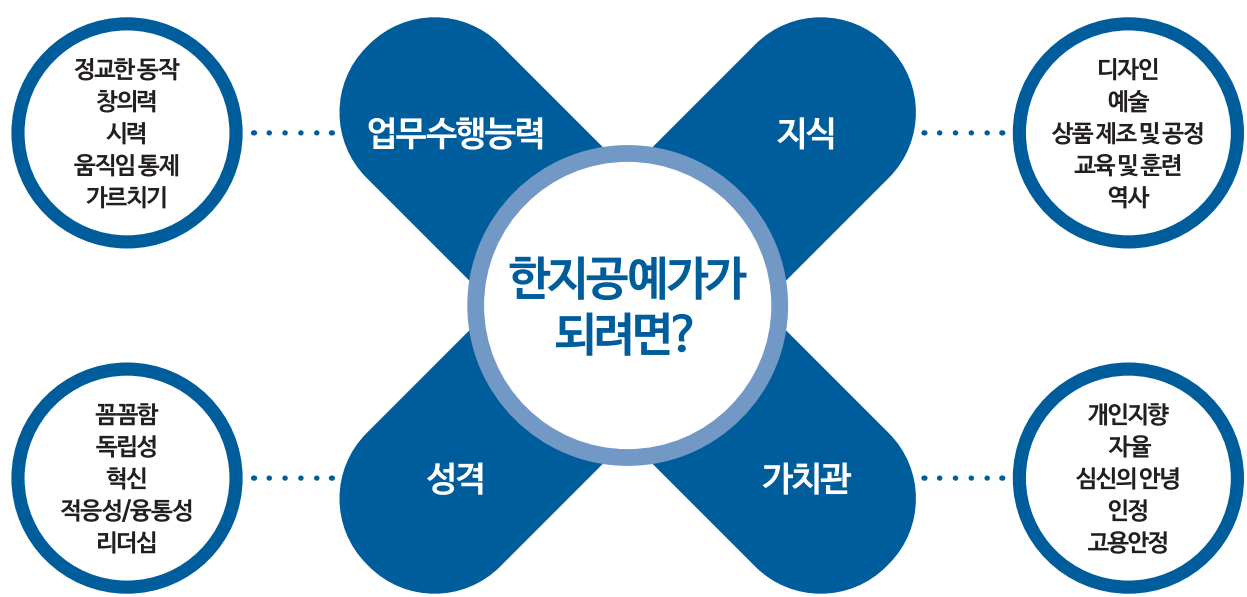 정교한 동작
창의력
시력
움직임 통제
가르치기
업무수행능력
지식
디자인
예술
상품 제조 및 공정
교육 및 훈련
역사
한지공예가가
되려면?
꼼꼼함
독립성
혁신
적응성/융통성
리더십
성격
가치관
개인지향
자율
심신의 안녕
인정
고용안정